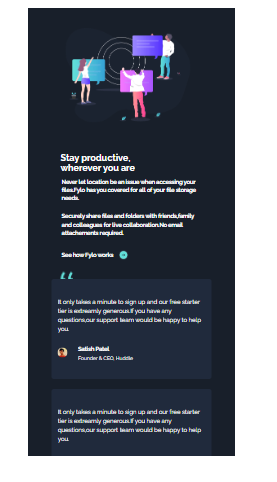 Stay productive,
wherever you are
Never let location be an issue when accessing your
files.Fylo has you covered for all of your file storage
needs.
Securely share files and folders with friends,family
and colleagues for live collaboration.No email
attachements required.
See how Fylo works
“
It only takes a minute to sign up and our free starter
tier is extreamly generous.If you have any
questions,our support team would be happy to help
you.
Satish Patel
Founder & CEO, Huddle
It only takes a minute to sign up and our free starter
tier is extreamly generous.If you have any
questions,our support team would be happy to help
you.